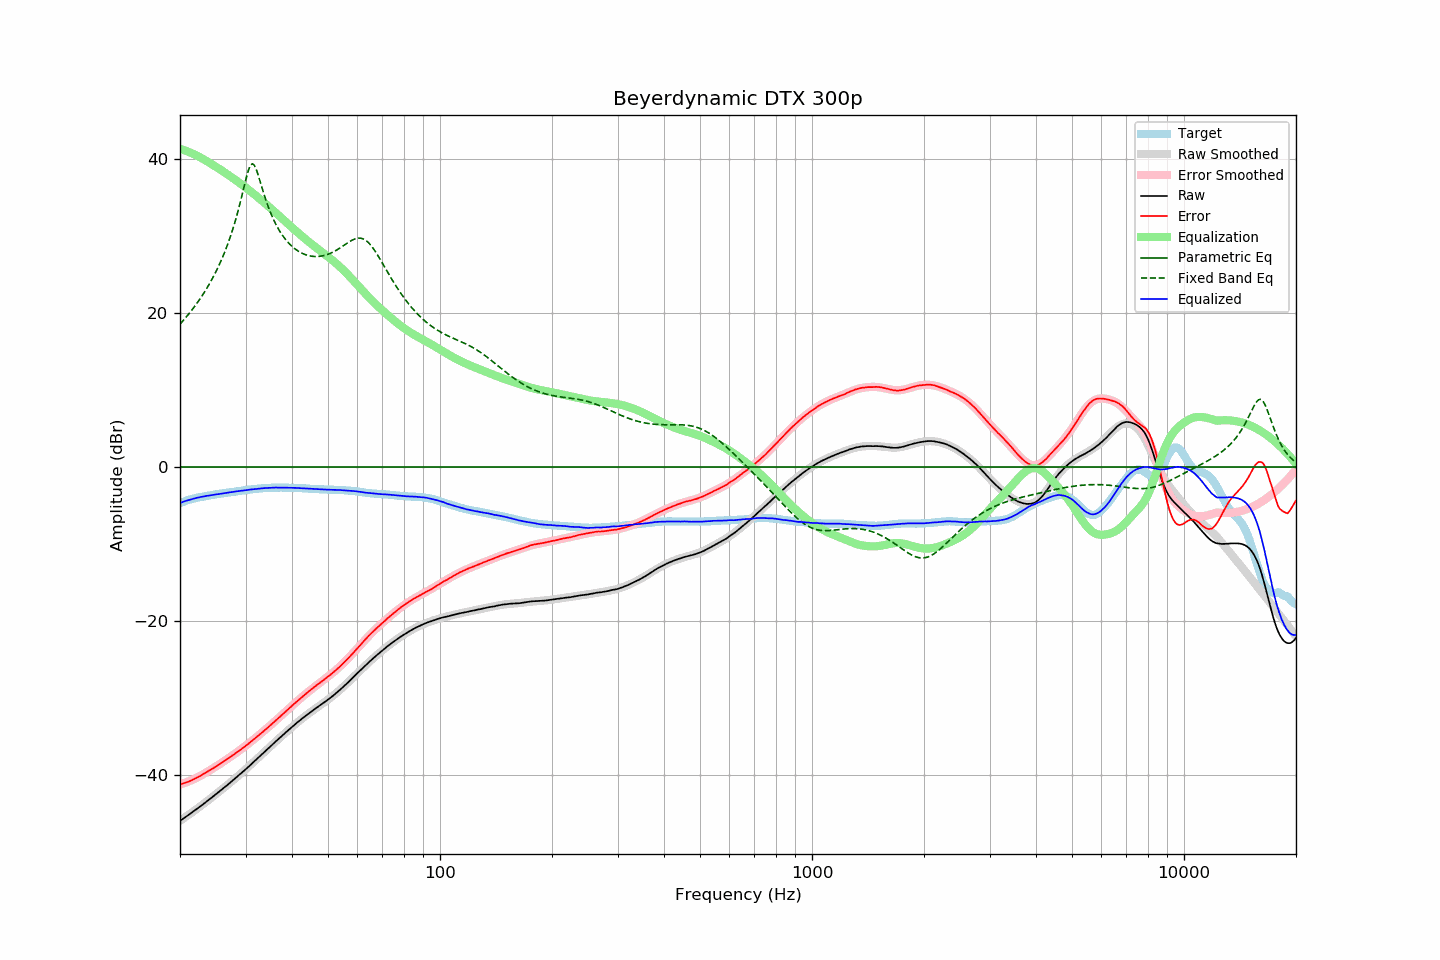 Beyerdynamic DTX 300p
Target
Raw Smoothed
Error Smoothed
Raw
Error
Equalization
Parametric Eq
Fixed Band Eq
Equalized
40
20
0
−20
−40
Amplitude (dBr)
100
1000
10000
Frequency (Hz)